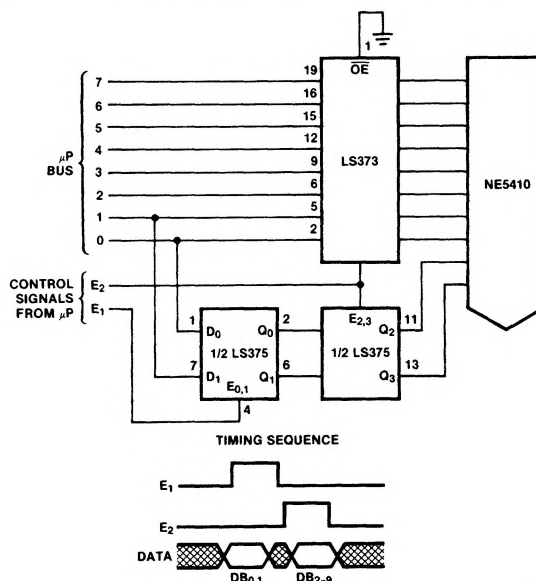 1
OE
19
7
16
6
15
5
12
4
9
3
6
2
5
1
2
0
μP
BUS
LS373
NE5410
CONTROL
SIGNALS
FROM μP
E2
E1
1
D0
Q0
2
1/2 LS375
7
D1
Q1
6
E0,1
4
E2,3
Q2
11
1/2 LS375
Q3
13
TIMING SEQUENCE
E1
E2
DATA
DB0,1
DB2–9